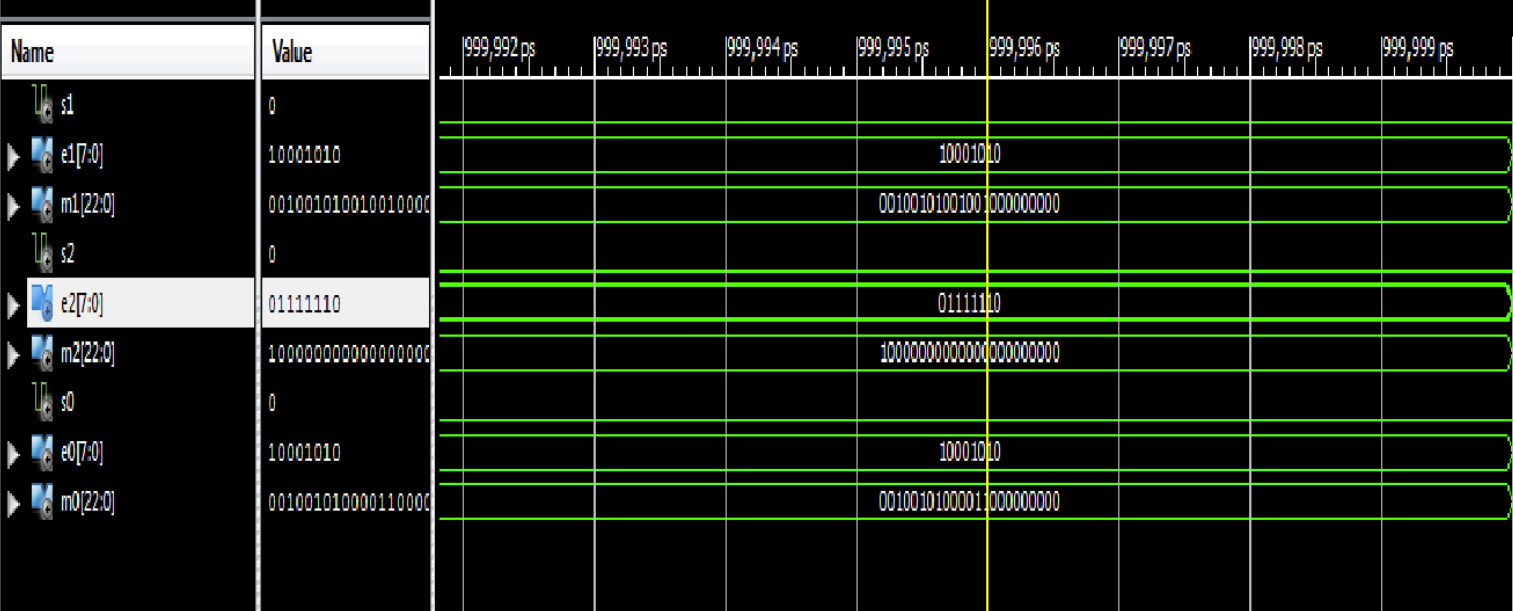 Name Value 999,992 ps 999,993 ps 999,994 ps 999,995 ps 999,996 ps 999,997 ps 999,998 ps 999,999 ps
s1 0
e1[7:0] 10001010 10001010
m1[22:0] 0010010100100100000 00100101001001000000000
s2 0
e2[7:0] 01111110 01111110
m2[22:0] 1000000000000000000 10000000000000000000000
s0 0
e0[7:0] 10001010 10001010
m0[22:0] 0010010100001100000 00100101000011000000000